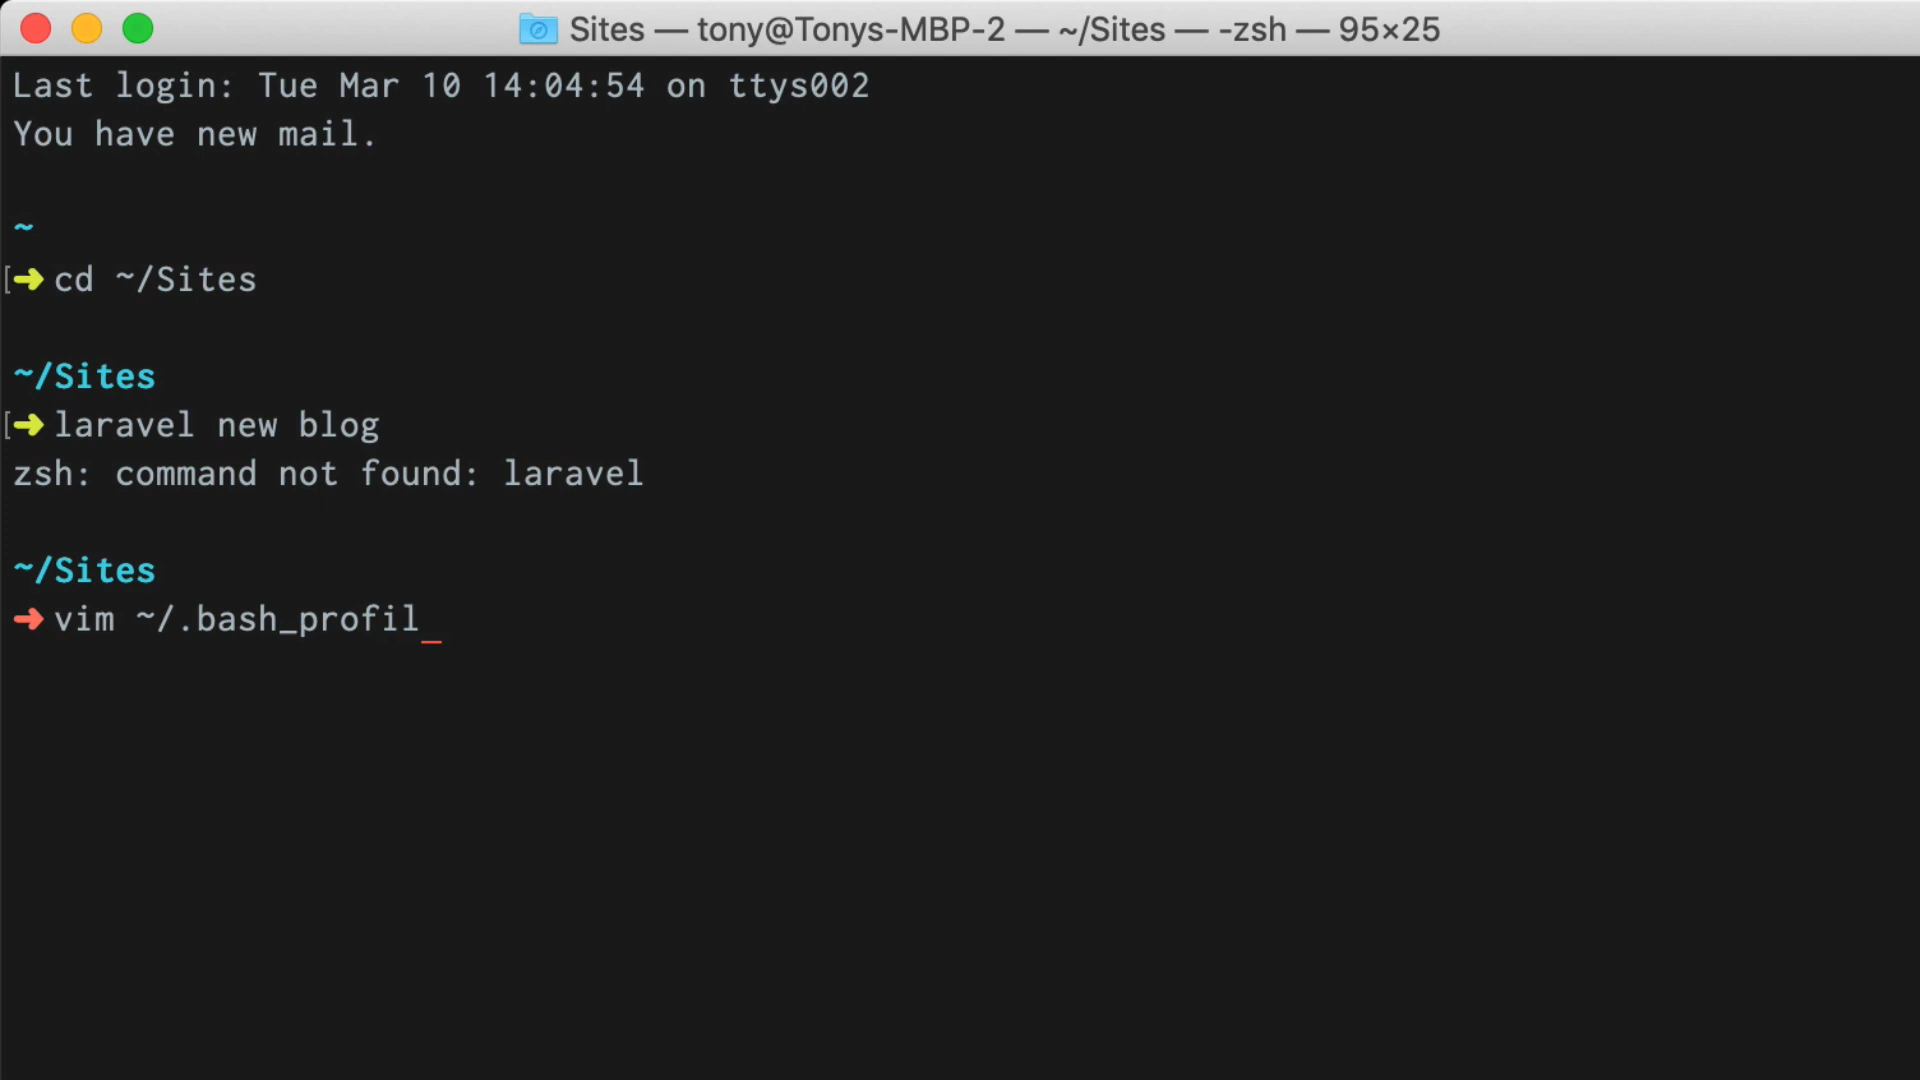 Sites — tony@Tonys-MBP-2 — ~/Sites — -zsh — 95×25
Last login: Tue Mar 10 14:04:54 on ttys002
You have new mail.
~
[➜ cd ~/Sites
~/Sites
[➜ laravel new blog
zsh: command not found: laravel
~/Sites
➜ vim ~/.bash_profil_